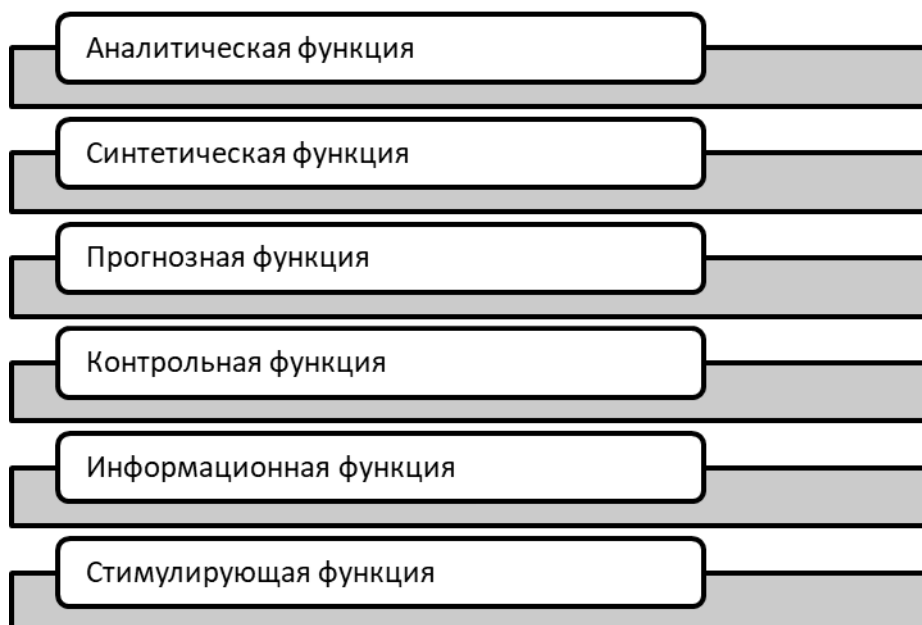 Аналитическая функция
Синтетическая функция
Прогнозная функция
Контрольная функция
Информационная функция
Стимулирующая функция